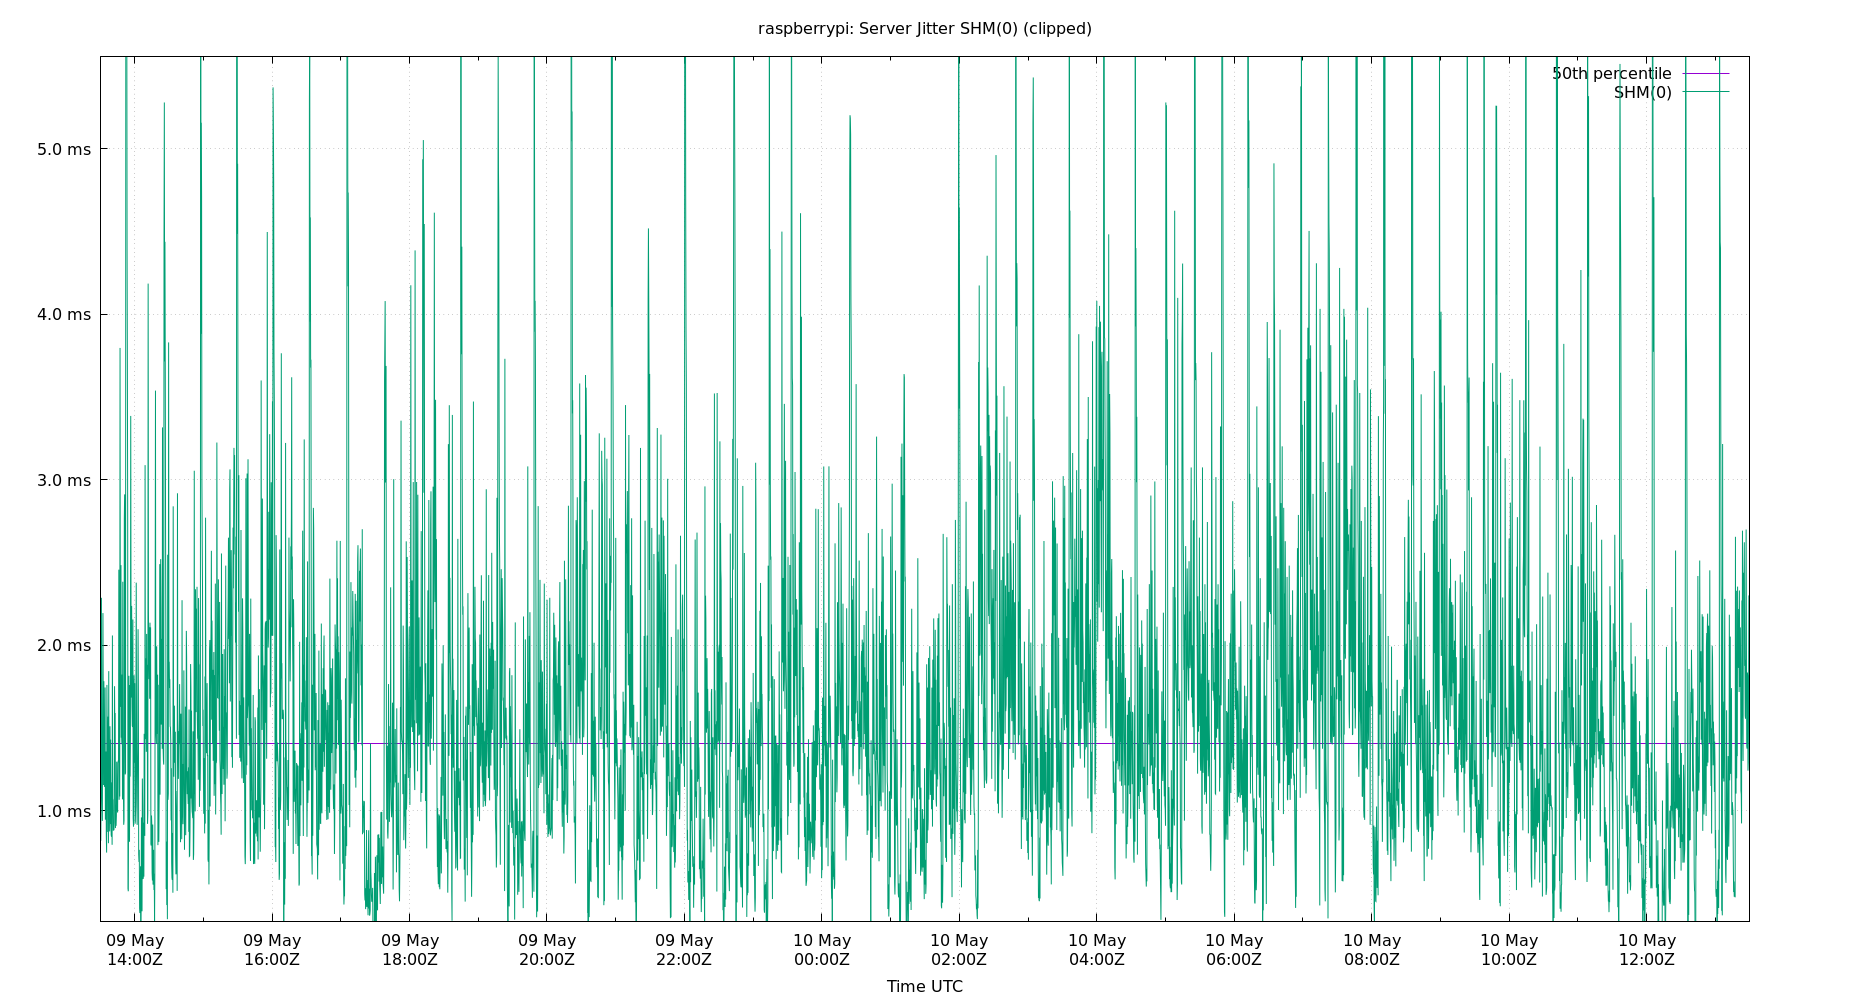 raspberrypi: Server Jitter SHM(0) (clipped)
50th percentile
SHM(0)
5.0 ms
4.0 ms
3.0 ms
2.0 ms
1.0 ms
09 May 09 May 09 May 09 May 09 May 10 May 10 May 10 May 10 May 10 May 10 May 10 May
14:00Z 16:00Z 18:00Z 20:00Z 22:00Z 00:00Z 02:00Z 04:00Z 06:00Z 08:00Z 10:00Z 12:00Z
Time UTC